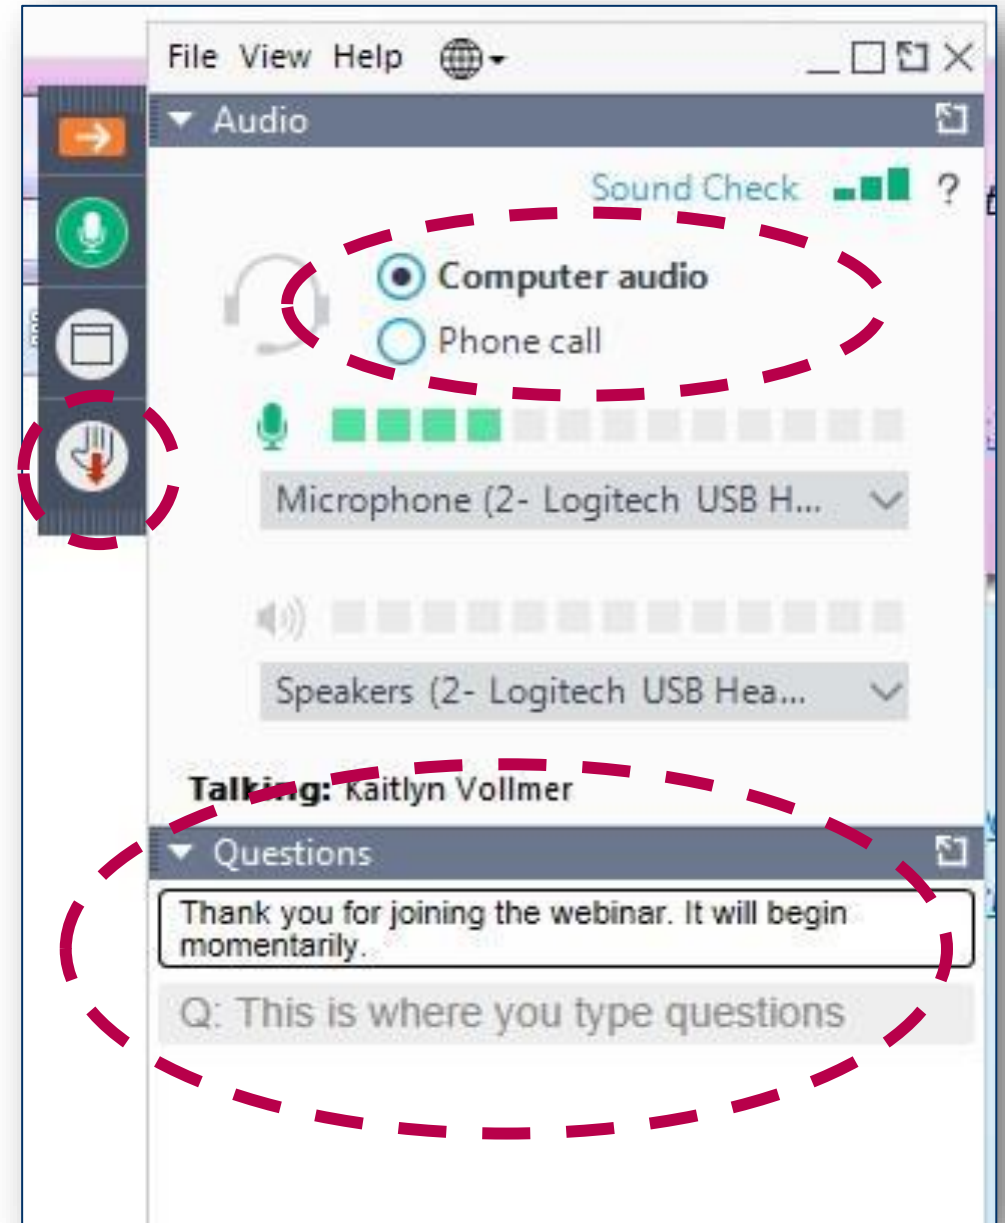 File View Help
Audio
Sound Check ?
Computer audio
Phone call
Microphone (2- Logitech USB H...
Speakers (2- Logitech USB Hea...
Talking: Kaitlyn Vollmer
Questions
Thank you for joining the webinar. It will begin
momentarily.
Q: This is where you type questions